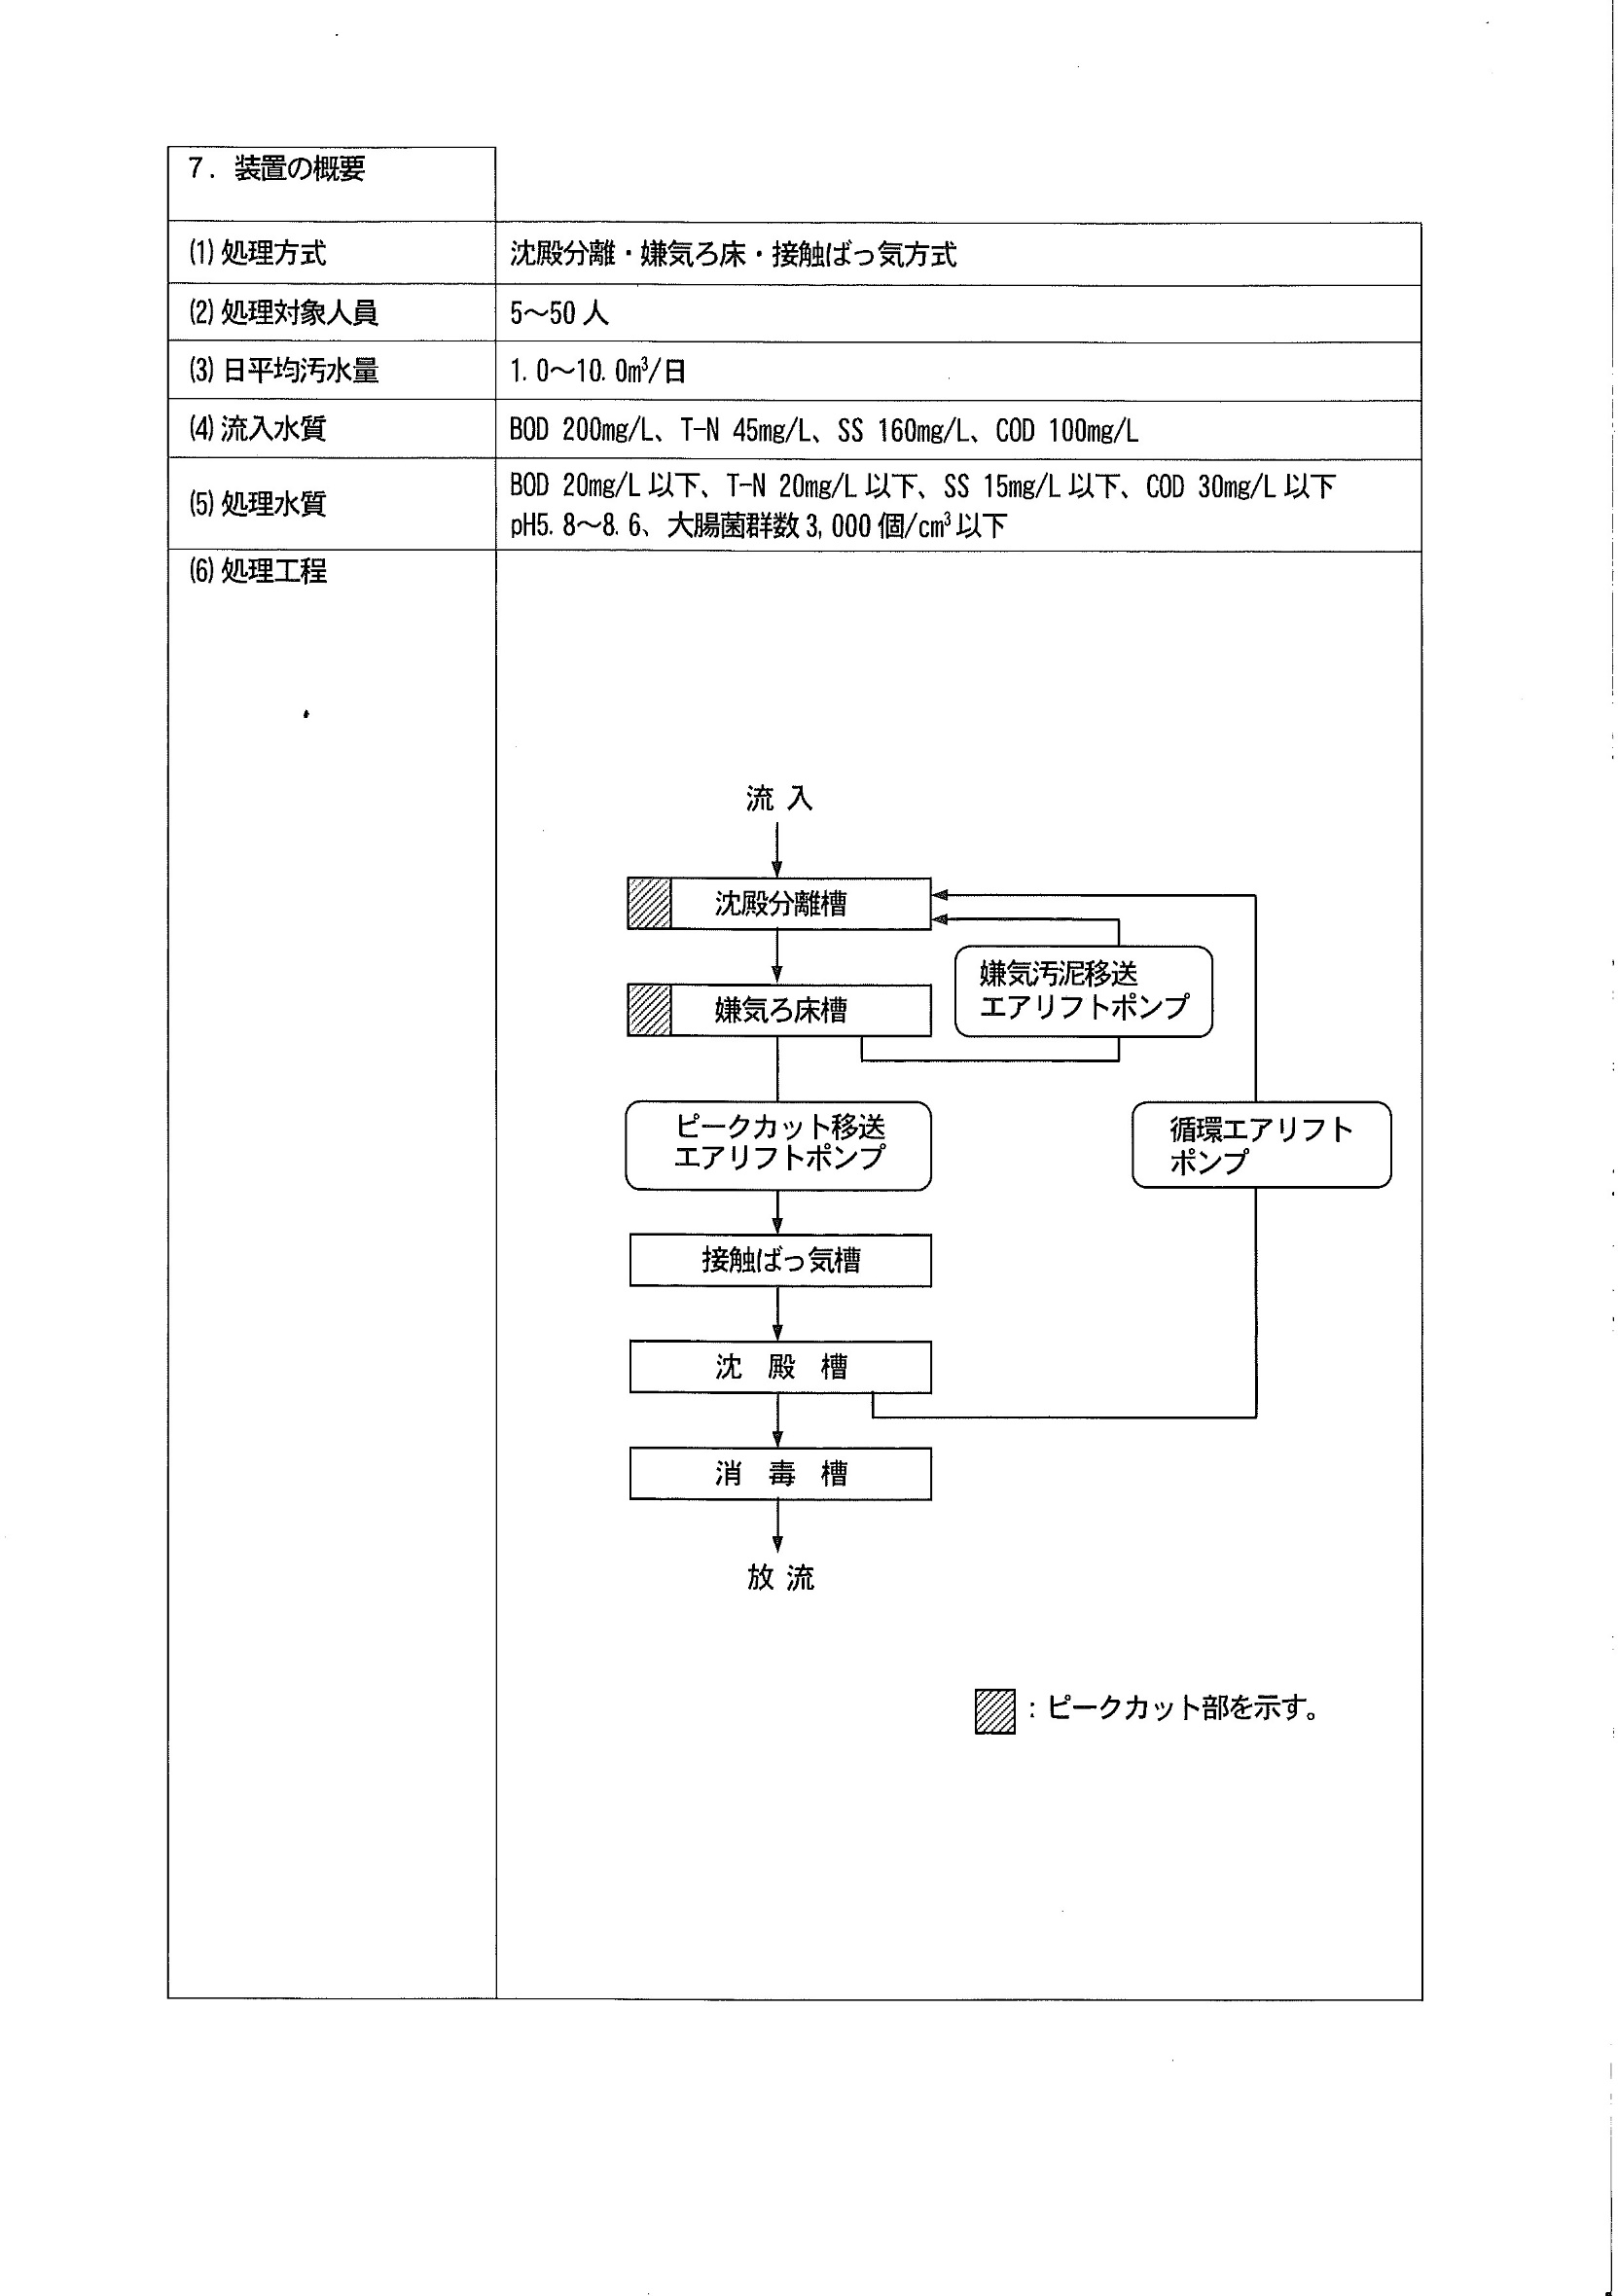 7．装置の概要
(1) 処理方式
沈殿分離・嫌気ろ床・接触ばっ気方式
(2) 処理対象人員
5～50 人
(3) 日平均汚水量
1.0～10.0m³/日
(4) 流入水質
BOD 200mg/L、T-N 45mg/L、SS 160mg/L、COD 100mg/L
(5) 処理水質
BOD 20mg/L 以下、T-N 20mg/L 以下、SS 15mg/L 以下、COD 30mg/L 以下
pH5.8～8.6、大腸菌群数 3,000 個/cm³ 以下
(6) 処理工程
流 入
沈殿分離槽
嫌気汚泥移送
エアリフトポンプ
嫌気ろ床槽
ピークカット移送
エアリフトポンプ
循環エアリフト
ポンプ
接触ばっ気槽
沈 殿 槽
消 毒 槽
放 流
：ピークカット部を示す。